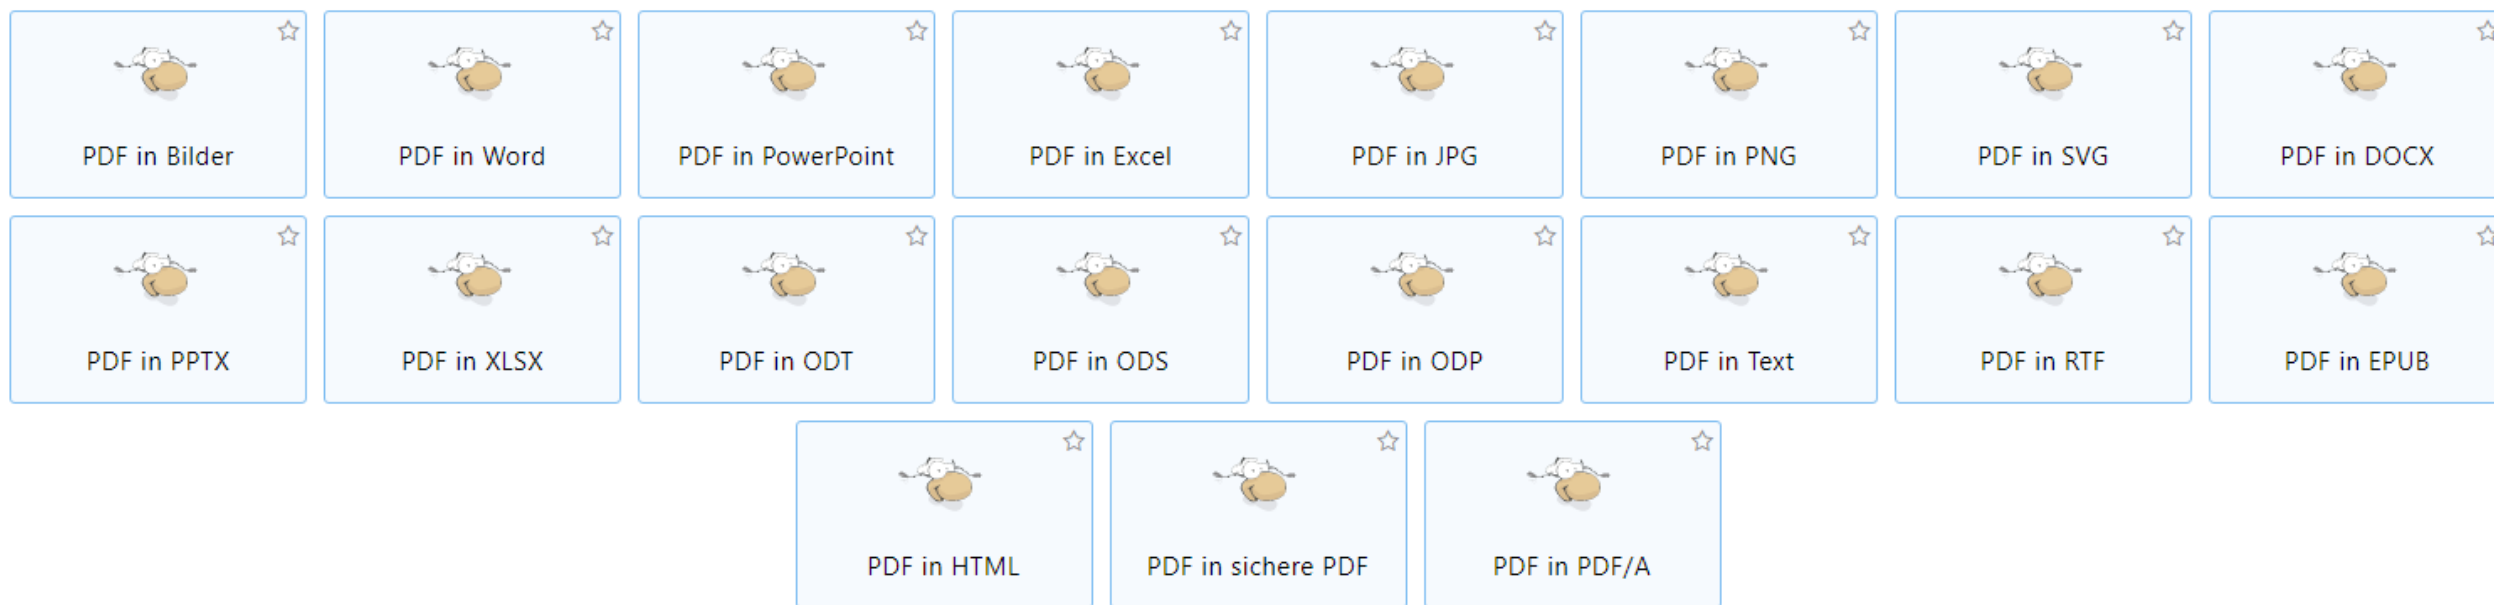 PDF in Bilder
PDF in Word
PDF in PowerPoint
PDF in Excel
PDF in JPG
PDF in PNG
PDF in SVG
PDF in DOCX
PDF in PPTX
PDF in XLSX
PDF in ODT
PDF in ODS
PDF in ODP
PDF in Text
PDF in RTF
PDF in EPUB
PDF in HTML
PDF in sichere PDF
PDF in PDF/A